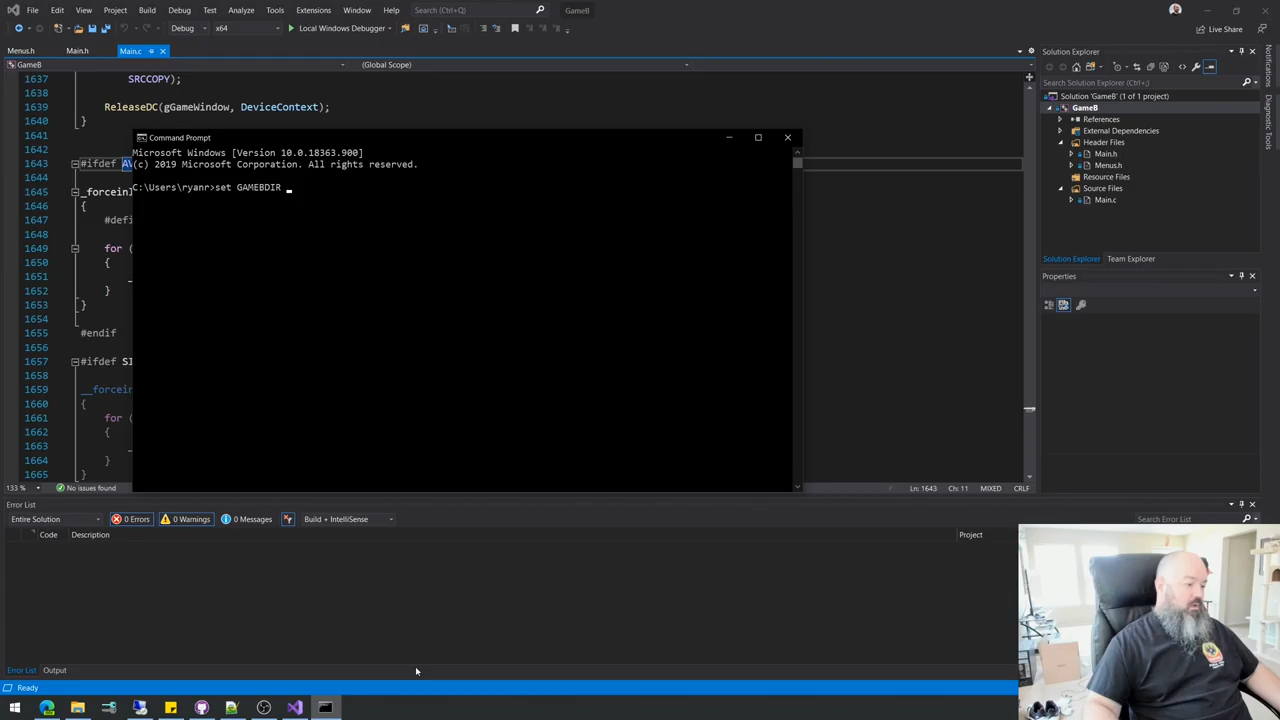 File Edit View Project Build Debug Test Analyze Tools Extensions Window Help Search (Ctrl+Q) GameB
Debug x64 Local Windows Debugger Live Share
Menus.h Main.h Main.c
GameB (Global Scope)
1637 SRCCOPY);
1638
1639 ReleaseDC(gGameWindow, DeviceContext);
1640 }
1641
1642
1643 #ifdef AV
1644
1645 _forcein
1646 {
1647 #defi
1648
1649 for (
1650 {
1651 _
1652 }
1653 }
1654
1655 #endif
1656
1657 #ifdef SI
1658
1659 __forcein
1660 {
1661 for (
1662 {
1663 _
1664 }
1665 }
Command Prompt
Microsoft Windows [Version 10.0.18363.900]
(c) 2019 Microsoft Corporation. All rights reserved.
C:\Users\ryanr>set GAMEBDIR _
133 % No issues found Ln: 1643 Ch: 11 MIXED CRLF
Solution Explorer
Search Solution Explorer (Ctrl+;)
Solution 'GameB' (1 of 1 project)
GameB
References
External Dependencies
Header Files
Main.h
Menus.h
Resource Files
Source Files
Main.c
Solution Explorer Team Explorer
Properties
Notifications
Diagnostic Tools
Error List
Entire Solution 0 Errors 0 Warnings 0 Messages Build + IntelliSense Search Error List
Code Description Project
Error List Output
Ready